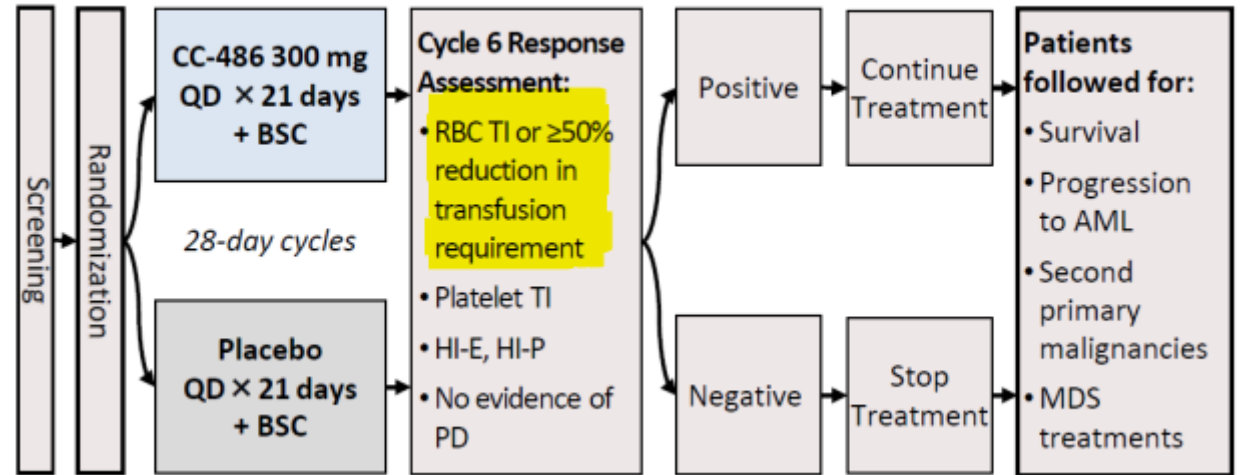 Screening
Randomization
CC-486 300 mg
QD × 21 days
+ BSC
28-day cycles
Placebo
QD × 21 days
+ BSC
Cycle 6 Response
Assessment:
• RBC TI or ≥50%
reduction in
transfusion
requirement
• Platelet TI
• HI-E, HI-P
• No evidence of
PD
Positive
Continue
Treatment
Negative
Stop
Treatment
Patients
followed for:
• Survival
• Progression
to AML
• Second
primary
malignancies
• MDS
treatments